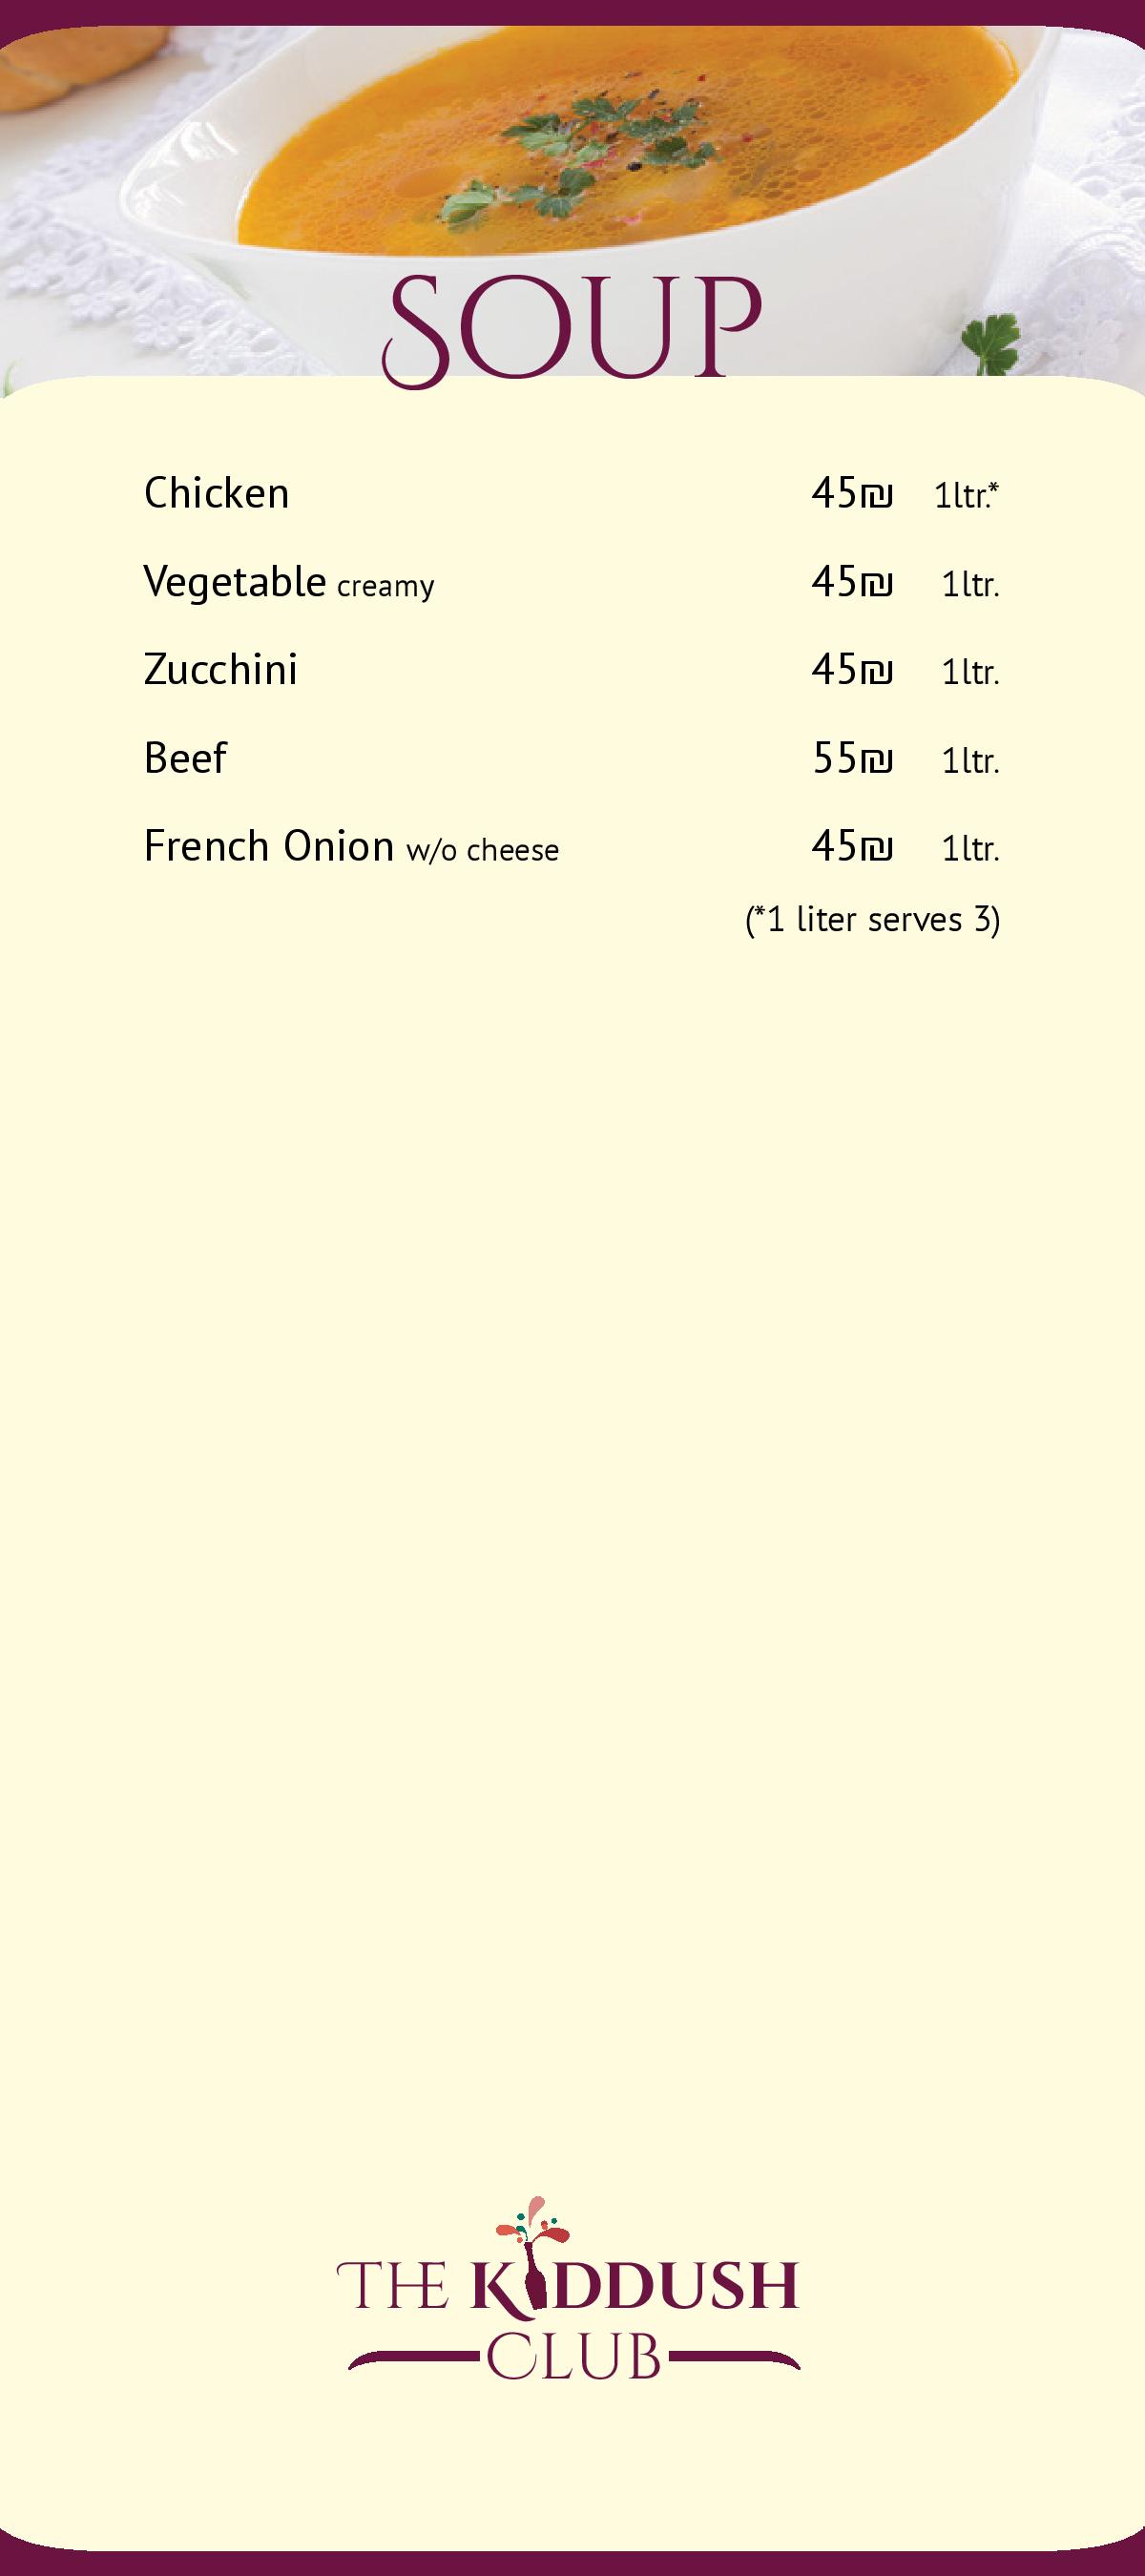 SOUP
Chicken 45₪ 1ltr.*
Vegetable creamy 45₪ 1ltr.
Zucchini 45₪ 1ltr.
Beef 55₪ 1ltr.
French Onion w/o cheese 45₪ 1ltr.
(*1 liter serves 3)
THE KIDDUSH
CLUB